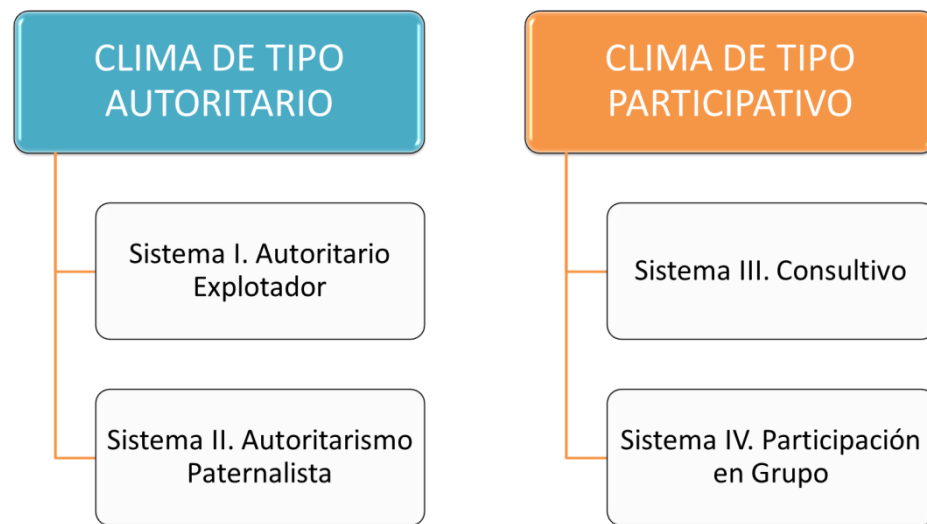 CLIMA DE TIPO
AUTORITARIO
Sistema I. Autoritario
Explotador
Sistema II. Autoritarismo
Paternalista
CLIMA DE TIPO
PARTICIPATIVO
Sistema III. Consultivo
Sistema IV. Participación
en Grupo